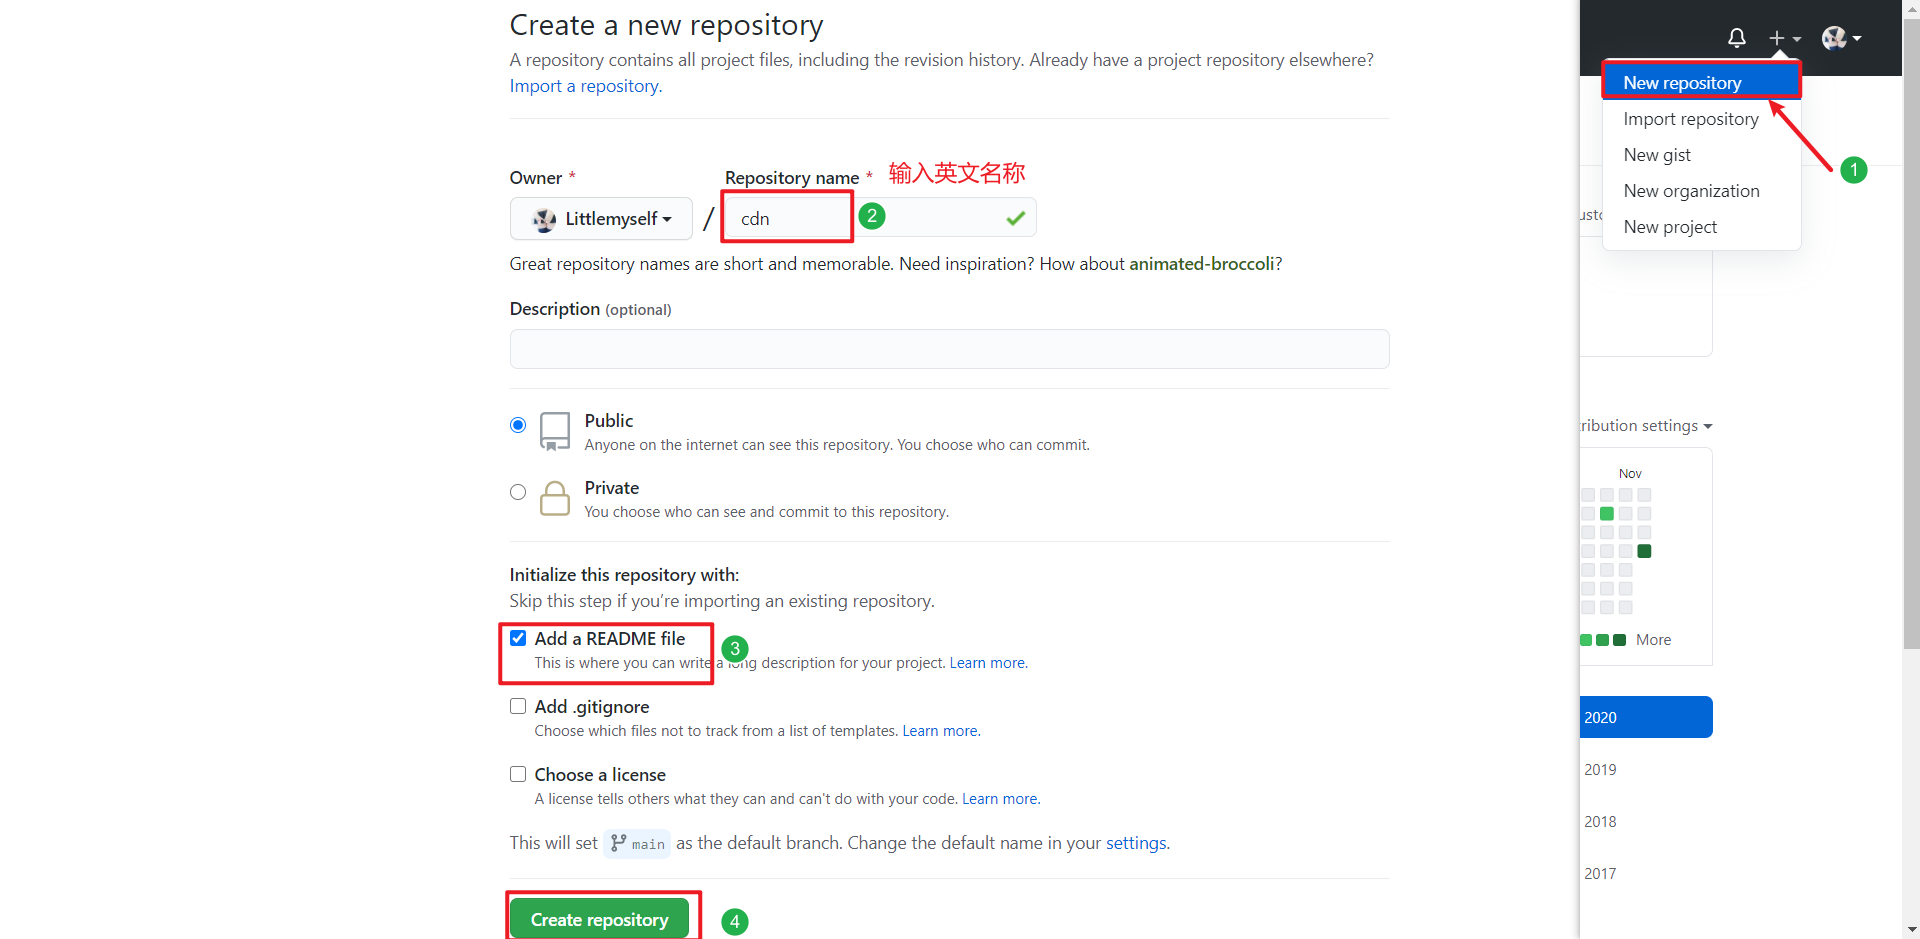 Create a new repository
A repository contains all project files, including the revision history. Already have a project repository elsewhere?
Import a repository.
Owner *
Repository name * 输入英文名称
Littlemyself / cdn 2
Great repository names are short and memorable. Need inspiration? How about animated-broccoli?
Description (optional)
Public
Anyone on the internet can see this repository. You choose who can commit.
Private
You choose who can see and commit to this repository.
Initialize this repository with:
Skip this step if you’re importing an existing repository.
Add a README file 3
This is where you can write a long description for your project. Learn more.
Add .gitignore
Choose which files not to track from a list of templates. Learn more.
Choose a license
A license tells others what they can and can't do with your code. Learn more.
This will set main as the default branch. Change the default name in your settings.
Create repository 4
New repository
Import repository
1
New gist
New organization
New project
usto
ribution settings
Nov
More
2020
2019
2018
2017